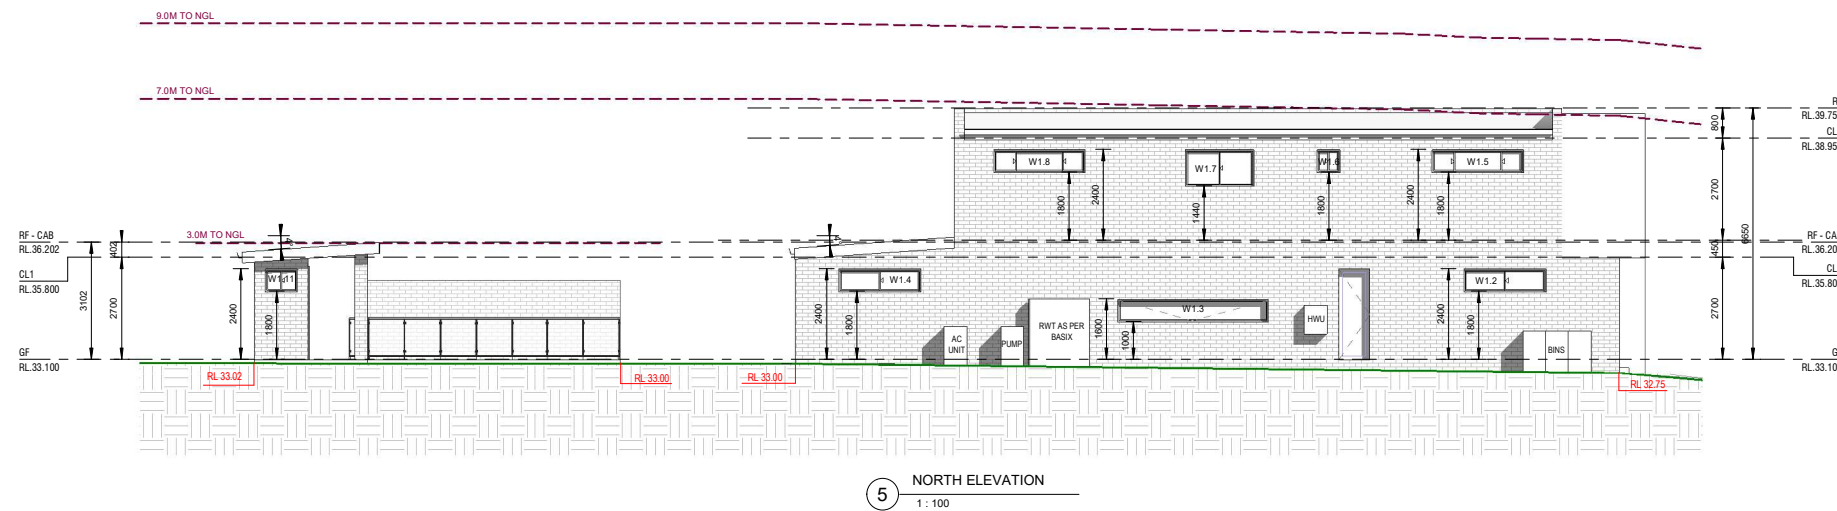 9.0M TO NGL
7.0M TO NGL
R
RL.39.75
800
CL
RL.38.95
W1.8
W1.7
W1.6
W1.5
2400
1800
1440
1800
2400
1800
2700
6650
3.0M TO NGL
RF - CAB
RL.36.202
402
RF - CA
RL.36.20
450
CL1
RL.35.800
CL
RL.35.80
3102
2700
2400
1800
W1.11
W1.4
2400
1800
AC
UNIT
PUMP
RWT AS PER
BASIX
1600
1000
W1.3
HWU
2400
1800
W1.2
BINS
2700
GF
RL.33.100
G
RL.33.10
RL 33.02
RL 33.00
RL 33.00
RL 32.75
5
NORTH ELEVATION
1 : 100